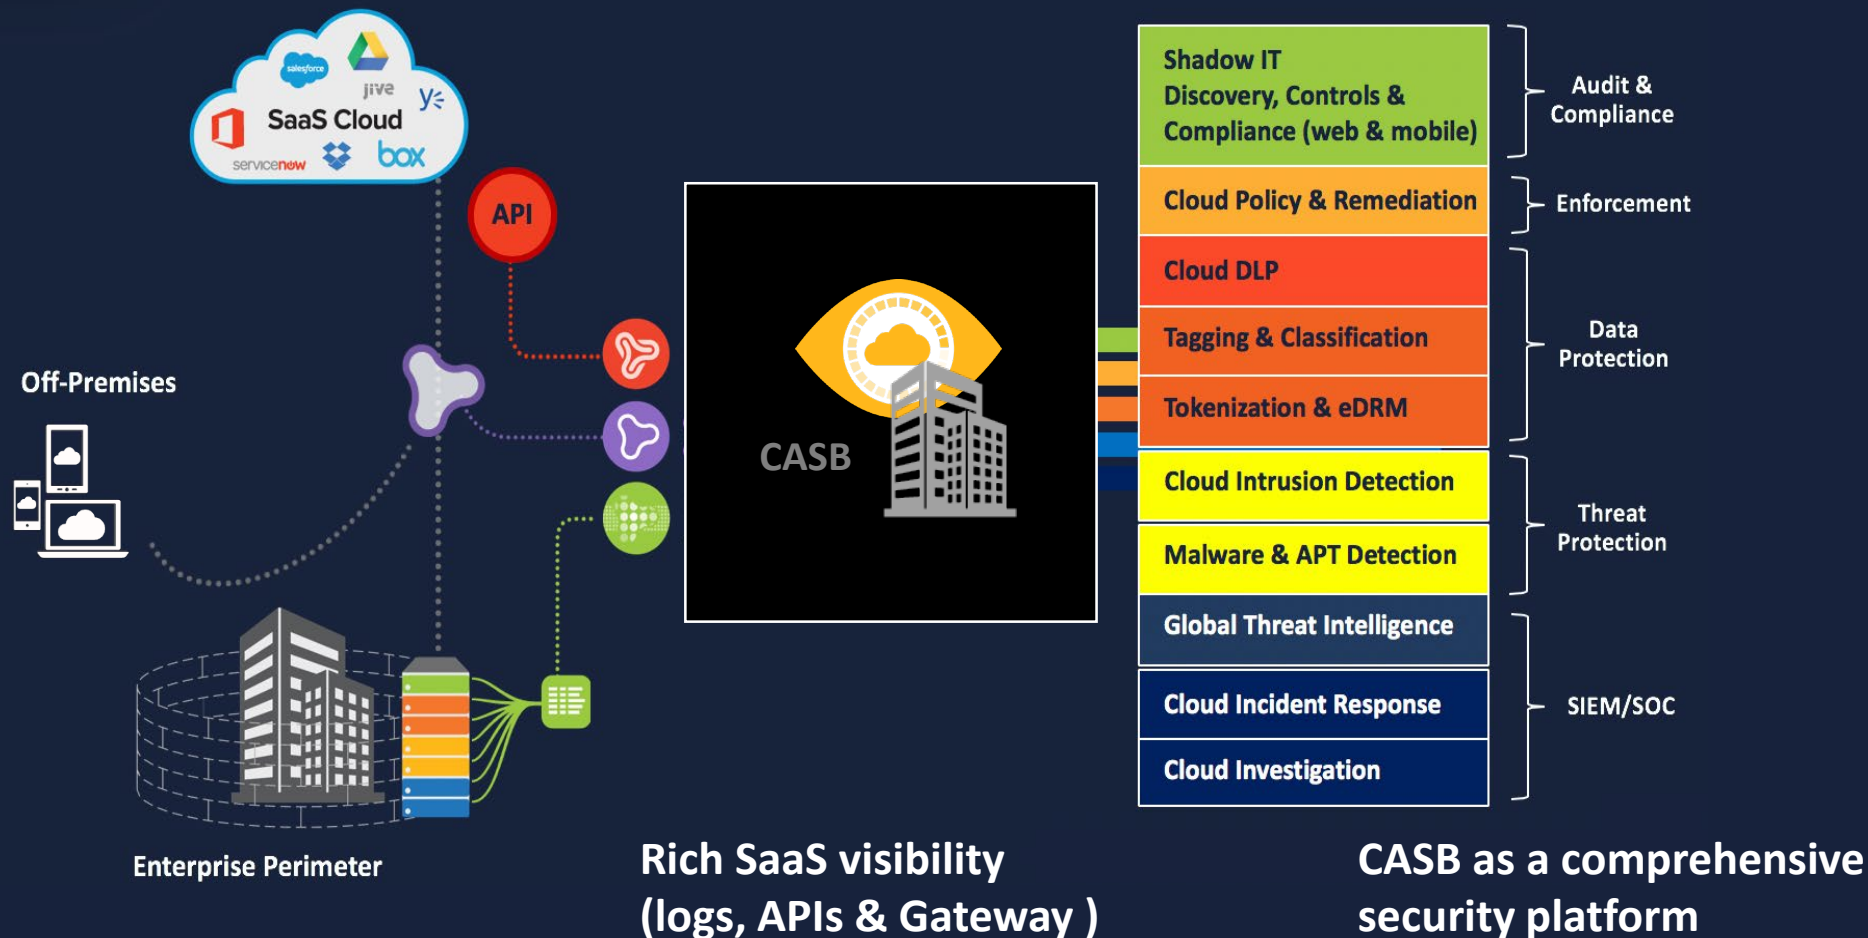 salesforce
jive
y
SaaS Cloud
servicenow
box
API
Off-Premises
CASB
Enterprise Perimeter
Rich SaaS visibility
(logs, APIs & Gateway )
Shadow IT
Discovery, Controls &
Compliance (web & mobile)
Cloud Policy & Remediation
Cloud DLP
Tagging & Classification
Tokenization & eDRM
Cloud Intrusion Detection
Malware & APT Detection
Global Threat Intelligence
Cloud Incident Response
Cloud Investigation
Audit &
Compliance
Enforcement
Data
Protection
Threat
Protection
SIEM/SOC
CASB as a comprehensive
security platform